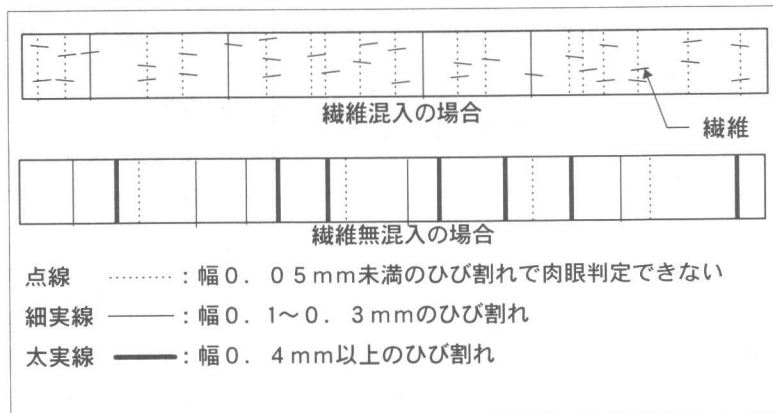 繊維混入の場合
繊維
繊維無混入の場合
点線 ………: 幅0．05mm未満のひび割れで肉眼判定できない
細実線 ―――: 幅0．1～0．3mmのひび割れ
太実線 ━━━: 幅0．4mm以上のひび割れ